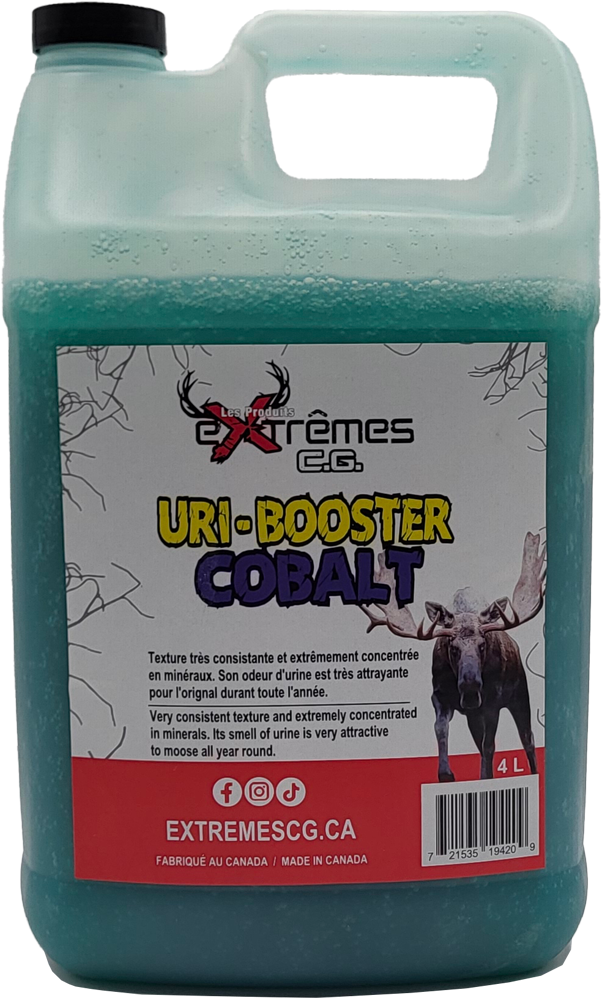 Les Produits
eXtrêmes
C.G.
URI-BOOSTER
COBALT
Texture très consistante et extrêmement concentrée
en minéraux. Son odeur d'urine est très attrayante
pour l'orignal durant toute l'année.
Very consistent texture and extremely concentrated
in minerals. Its smell of urine is very attractive
to moose all year round.
4 L
EXTREMESCG.CA
FABRIQUÉ AU CANADA / MADE IN CANADA
7 21535 19420 9